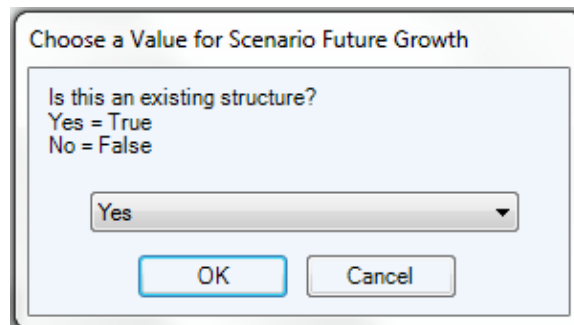 Choose a Value for Scenario Future Growth
Is this an existing structure?
Yes = True
No = False
Yes
OK
Cancel